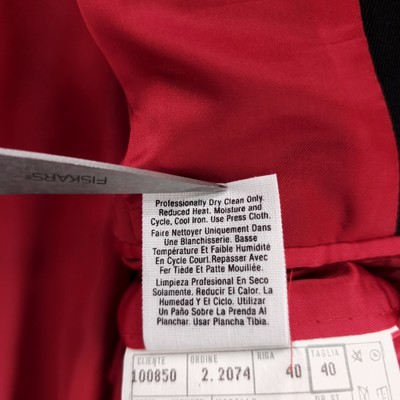 FISKARS
Professionally Dry Clean Only.
Reduced Heat, Moisture and
Cycle, Cool Iron. Use Press Cloth.
Faire Nettoyer Uniquement Dans
Une Blanchisserie. Basse
Température Et Faible Humidité
En Cycle Court.Repasser Avec
Fer Tiède Et Patte Mouillée.
Limpieza Profesional En Seco
Solamente. Reducir El Calor. La
Humedad Y El Ciclo. Utilizar
Un Paño Sobre La Prenda Al
Planchar. Usar Plancha Tibia.
CLIENTE ORDINE RIGA TAGLIA
100850 2.2074 40 40